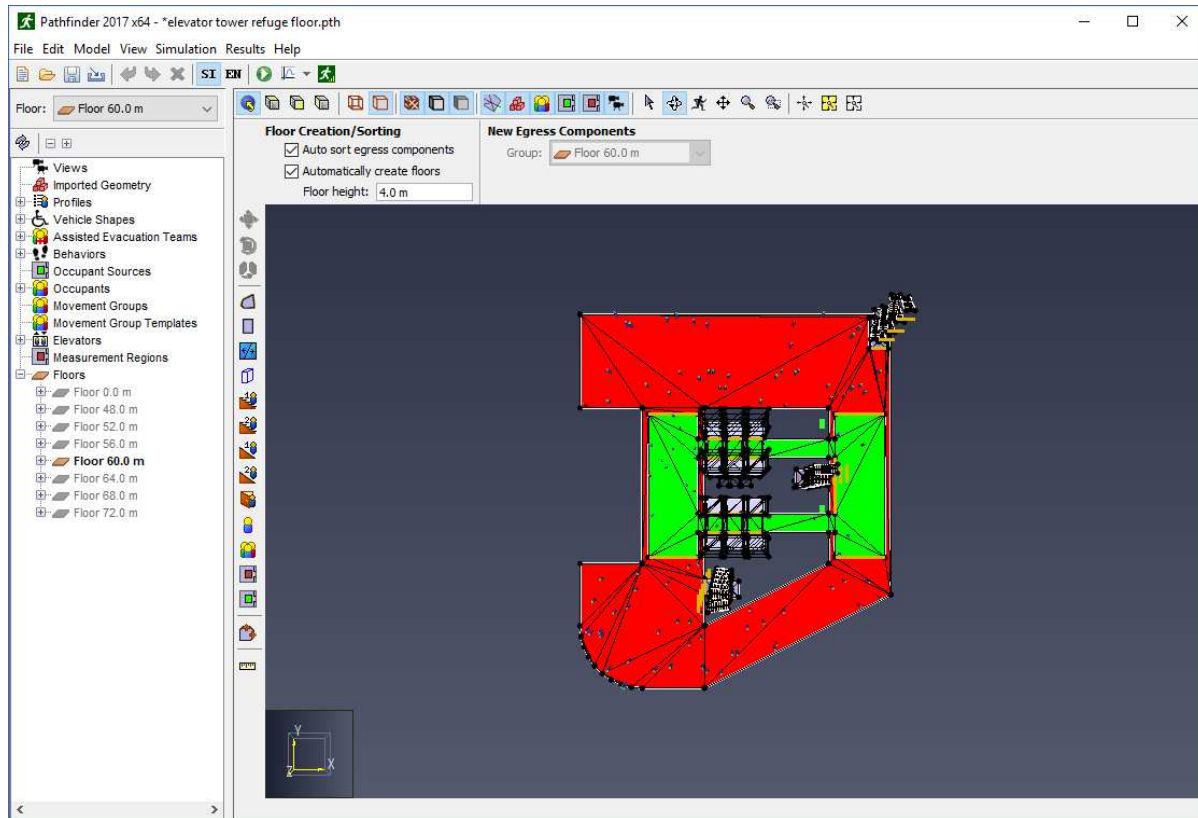 Pathfinder 2017 x64 - *elevator tower refuge floor.pth
File Edit Model View Simulation Results Help
SI EN
Floor: Floor 60.0 m
Floor Creation/Sorting
Auto sort egress components
Automatically create floors
Floor height: 4.0 m
New Egress Components
Group: Floor 60.0 m
Views
Imported Geometry
Profiles
Vehicle Shapes
Assisted Evacuation Teams
Behaviors
Occupant Sources
Occupants
Movement Groups
Movement Group Templates
Elevators
Measurement Regions
Floors
Floor 0.0 m
Floor 48.0 m
Floor 52.0 m
Floor 56.0 m
Floor 60.0 m
Floor 64.0 m
Floor 68.0 m
Floor 72.0 m
Y
Z X